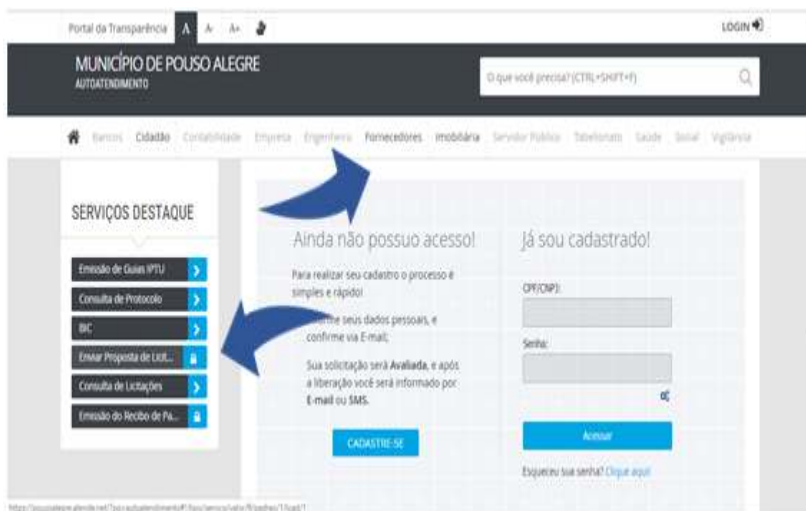 Portal da Transparência A A- A+ LOGIN
MUNICÍPIO DE POUSO ALEGRE
AUTOATENDIMENTO
O que você precisa? (CTRL+SHIFT+F)
Bancos Cidadão Contabilidade Empresa Engenheiro Fornecedores Imobiliária Servidor Público Tabelionato Saúde Social Vigilância
SERVIÇOS DESTAQUE
Emissão de Guias IPTU
Consulta de Protocolo
BIC
Enviar Proposta de Licit...
Consulta de Licitações
Emissão do Recibo de Pa...
Ainda não possuo acesso!
Para realizar seu cadastro o processo é
simples e rápido!
seus dados pessoais, e
confirme via E-mail;
Sua solicitação será Avaliada, e após
a liberação você será informado por
E-mail ou SMS.
CADASTRE-SE
Já sou cadastrado!
CPF/CNPJ:
Senha:
Acessar
Esqueceu sua senha? Clique aqui!